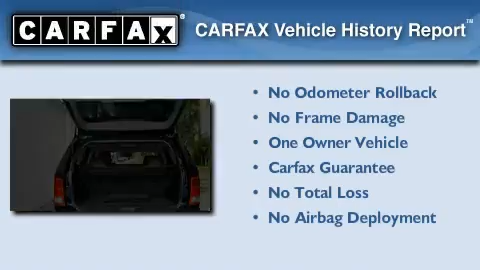 CARFAX® CARFAX Vehicle History Report™
• No Odometer Rollback
• No Frame Damage
• One Owner Vehicle
• Carfax Guarantee
• No Total Loss
• No Airbag Deployment